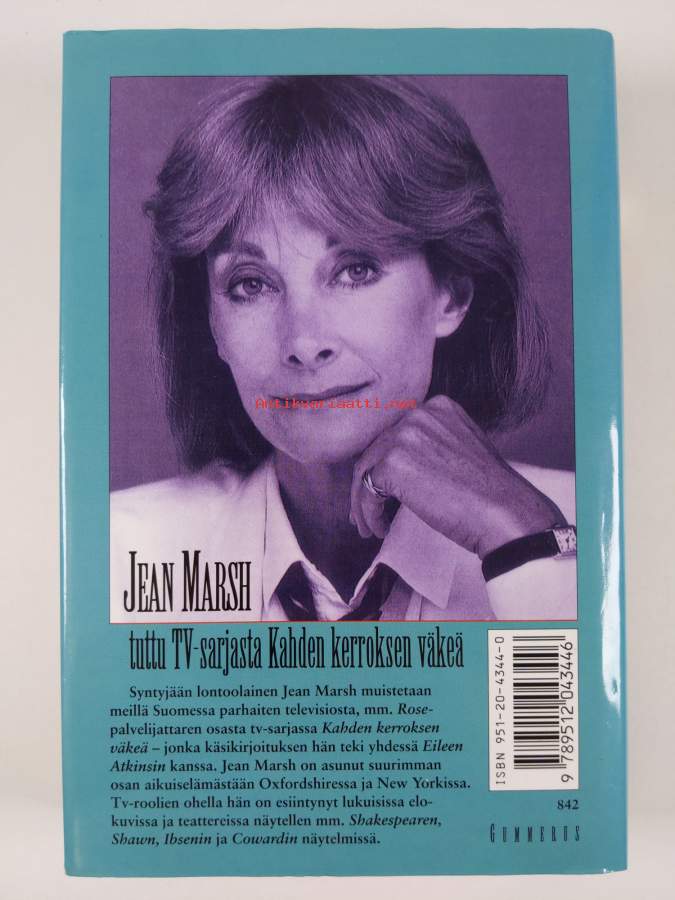 Antikvariaatti.net
JEAN MARSH
tuttu TV-sarjasta Kahden kerroksen väkeä
Syntyjään lontoolainen Jean Marsh muistetaan
meillä Suomessa parhaiten televisiosta, mm. Rose-
palvelijattaren osasta tv-sarjassa Kahden kerroksen
väkeä – jonka käsikirjoituksen hän teki yhdessä Eileen
Atkinsin kanssa. Jean Marsh on asunut suurimman
osan aikuiselämästään Oxfordshiressa ja New Yorkissa.
Tv-roolien ohella hän on esiintynyt lukuisissa elo-
kuvissa ja teattereissa näytellen mm. Shakespearen,
Shawn, Ibsenin ja Cowardin näytelmissä.
ISBN 951-20-4344-0
9 789512 043446
842
GUMMERUS